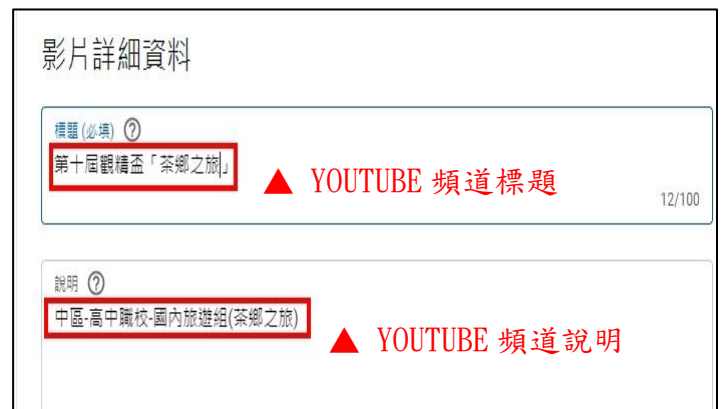 影片詳細資料
標題 (必填) ?
第十屆觀精盃「茶鄉之旅」
▲ YOUTUBE 頻道標題
12/100
說明 ?
中區-高中職校-國內旅遊組(茶鄉之旅)
▲ YOUTUBE 頻道說明